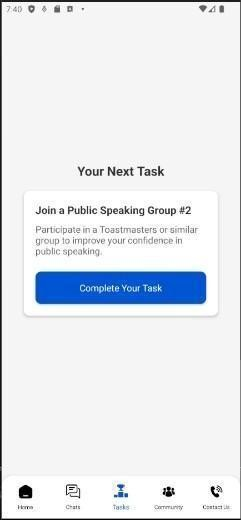 7:40
Your Next Task
Join a Public Speaking Group #2
Participate in a Toastmasters or similar
group to improve your confidence in
public speaking.
Complete Your Task
Home Chats Tasks Community Contact Us